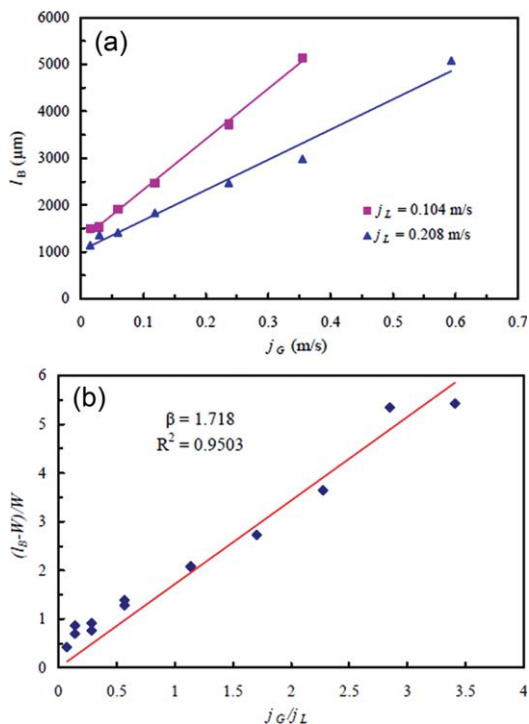 (a)
6000
5000
4000
3000
2000
1000
0
l_B (μm)
0 0.1 0.2 0.3 0.4 0.5 0.6 0.7
j_G (m/s)
j_L = 0.104 m/s
j_L = 0.208 m/s
(b)
β = 1.718
R² = 0.9503
6
5
4
3
2
1
0
(l_B-W)/W
0 0.5 1 1.5 2 2.5 3 3.5 4
j_G/j_L